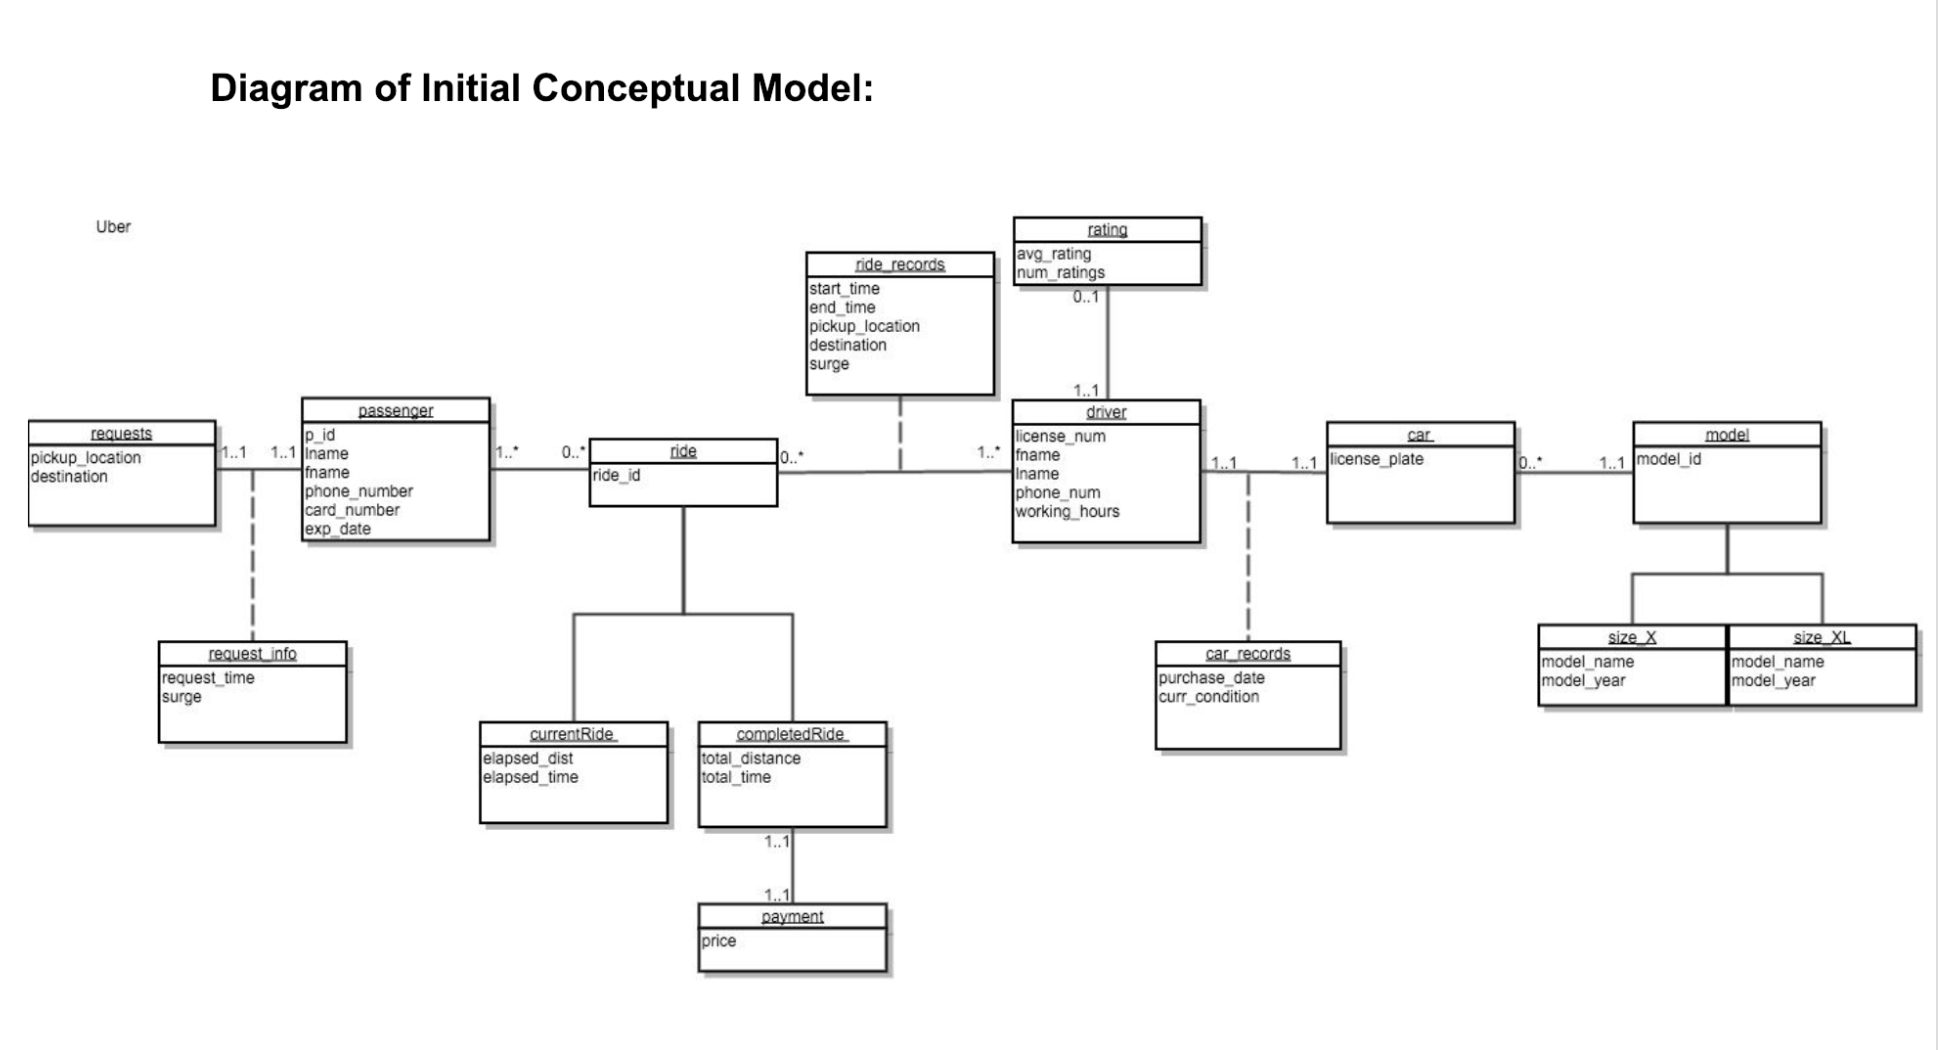 Diagram of Initial Conceptual Model:
Uber
rating
avg_rating
num_ratings
0..1
1..1
ride_records
start_time
end_time
pickup_location
destination
surge
requests
pickup_location
destination
1..1
1..1
passenger
p_id
lname
fname
phone_number
card_number
exp_date
1..*
0..*
ride
ride_id
0..*
1..*
driver
license_num
fname
lname
phone_num
working_hours
1..1
1..1
car
license_plate
0..*
1..1
model
model_id
request_info
request_time
surge
currentRide
elapsed_dist
elapsed_time
completedRide
total_distance
total_time
1..1
1..1
payment
price
car_records
purchase_date
curr_condition
size_X
model_name
model_year
size_XL
model_name
model_year